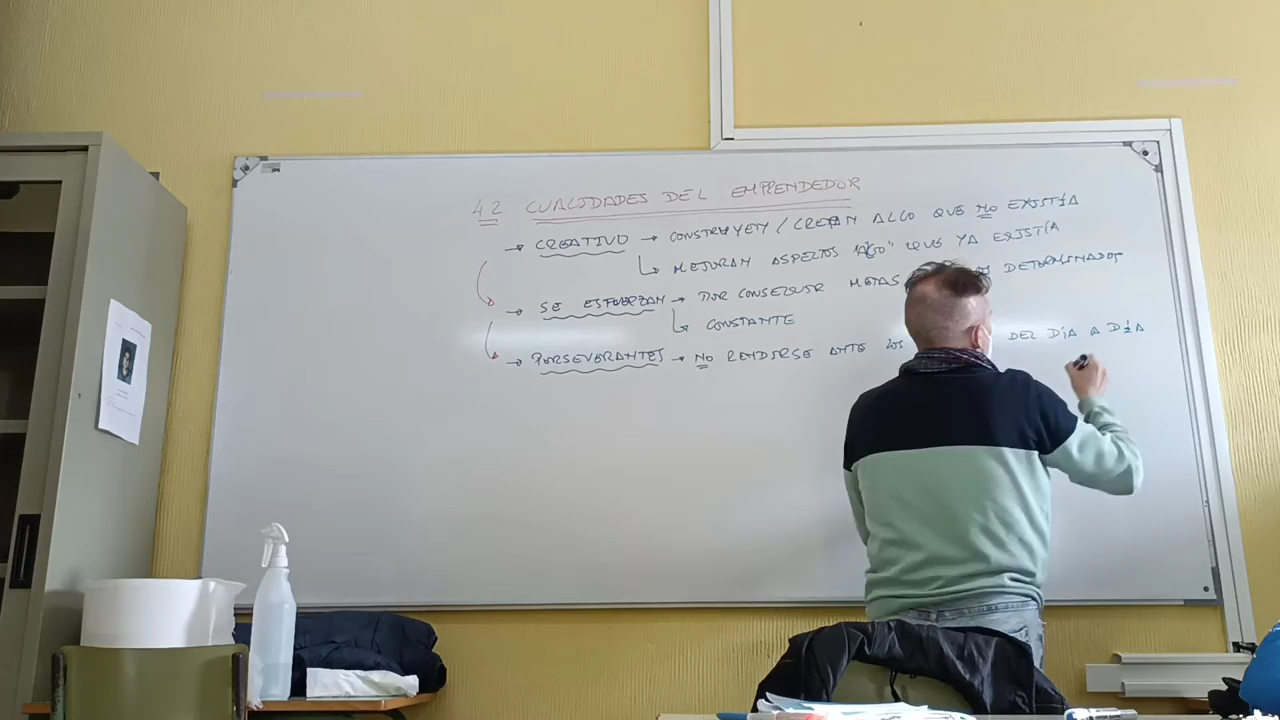 4.2 CUALIDADES DEL EMPRENDEDOR
→ CREATIVO → CONSTRUYEN / CREAN ALGO QUE NO EXISTÍA
↳ MEJORAN ASPECTOS "ALGO" QUE YA EXISTÍA
→ SE ESFUERZAN → POR CONSEGUIR METAS DETERMINADOS
↳ CONSTANTE
→ PERSEVERANTES → NO RENDIRSE ANTE LOS DEL DÍA A DÍA